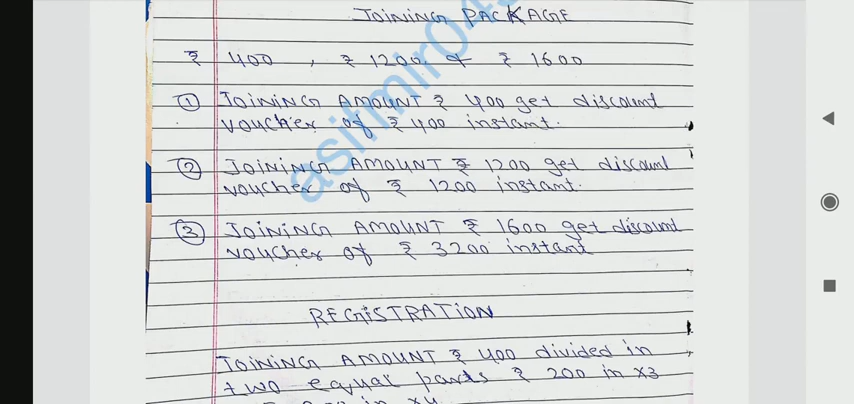 JOINING PACKAGE
₹ 400 , ₹ 1200 & ₹ 1600
① JOINING AMOUNT ₹ 400 get discount
voucher of ₹ 400 instant.
② JOINING AMOUNT ₹ 1200 get discount
voucher of ₹ 1200 instant.
③ JOINING AMOUNT ₹ 1600 get discount
voucher of ₹ 3200 instant
REGISTRATION
JOINING AMOUNT ₹ 400 divided in
two equal parts ₹ 200 in X3
in X4